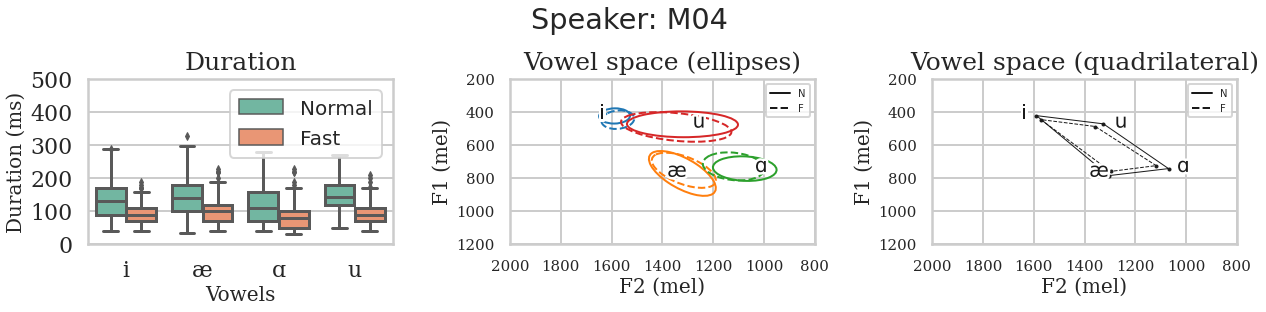 Speaker: M04
Duration
Duration (ms)
500
400
300
200
100
0
Normal
Fast
i æ ɑ u
Vowels
Vowel space (ellipses)
F1 (mel)
200
400
600
800
1000
1200
N
F
i
u
æ
ɑ
2000 1800 1600 1400 1200 1000 800
F2 (mel)
Vowel space (quadrilateral)
F1 (mel)
200
400
600
800
1000
1200
N
F
i
u
æ
ɑ
2000 1800 1600 1400 1200 1000 800
F2 (mel)